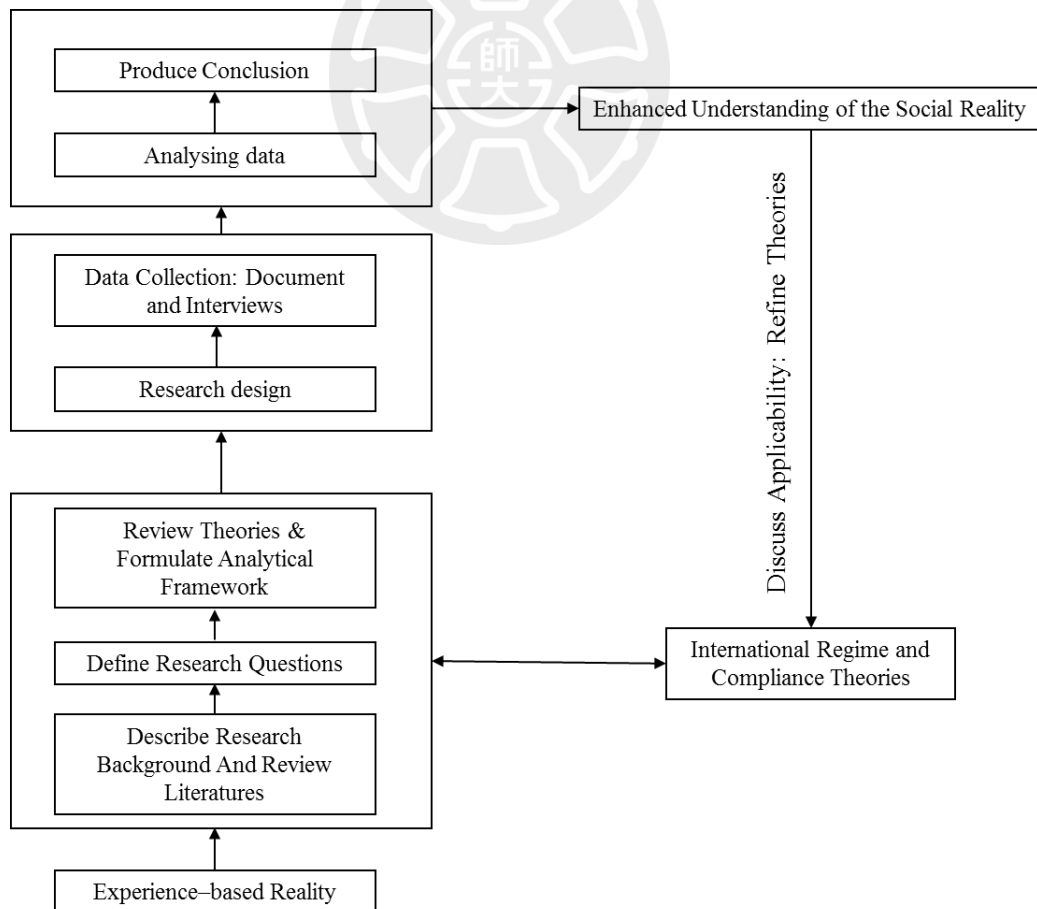 Produce Conclusion
Analysing data
Data Collection: Document
and Interviews
Research design
Review Theories &
Formulate Analytical
Framework
Define Research Questions
Describe Research
Background And Review
Literatures
Experience–based Reality
師
大
Enhanced Understanding of the Social Reality
Discuss Applicability: Refine Theories
International Regime and
Compliance Theories